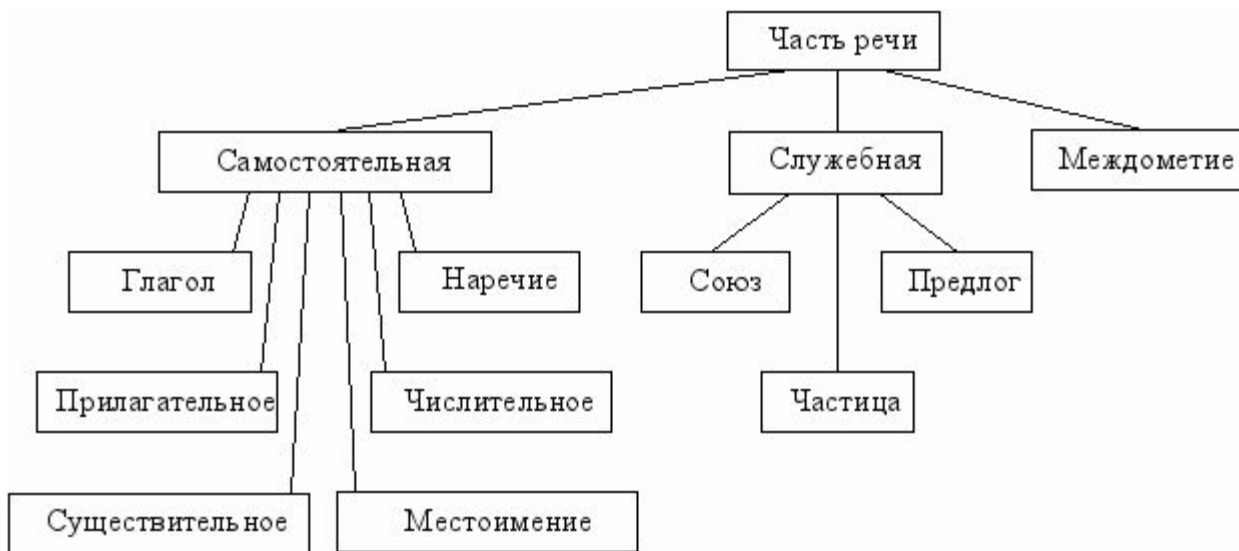 Часть речи
Самостоятельная
Служебная
Междометие
Глагол
Наречие
Союз
Предлог
Прилагательное
Числительное
Частица
Существительное
Местоимение